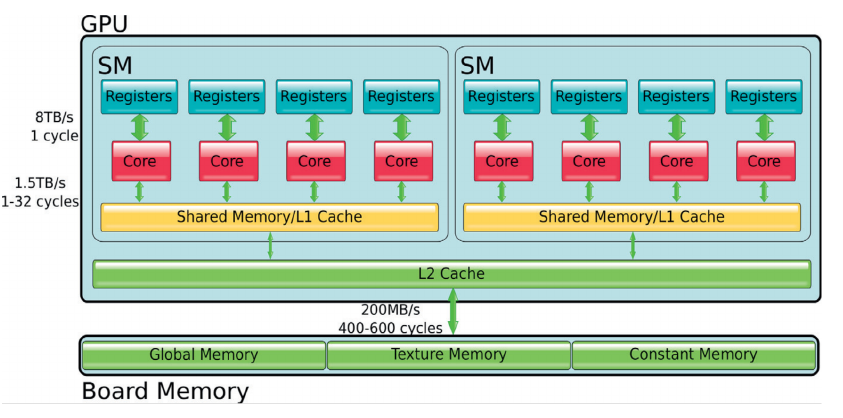 GPU
SM SM
Registers Registers Registers Registers Registers Registers Registers Registers
8TB/s
1 cycle
Core Core Core Core Core Core Core Core
1.5TB/s
1-32 cycles
Shared Memory/L1 Cache Shared Memory/L1 Cache
L2 Cache
200MB/s
400-600 cycles
Global Memory Texture Memory Constant Memory
Board Memory